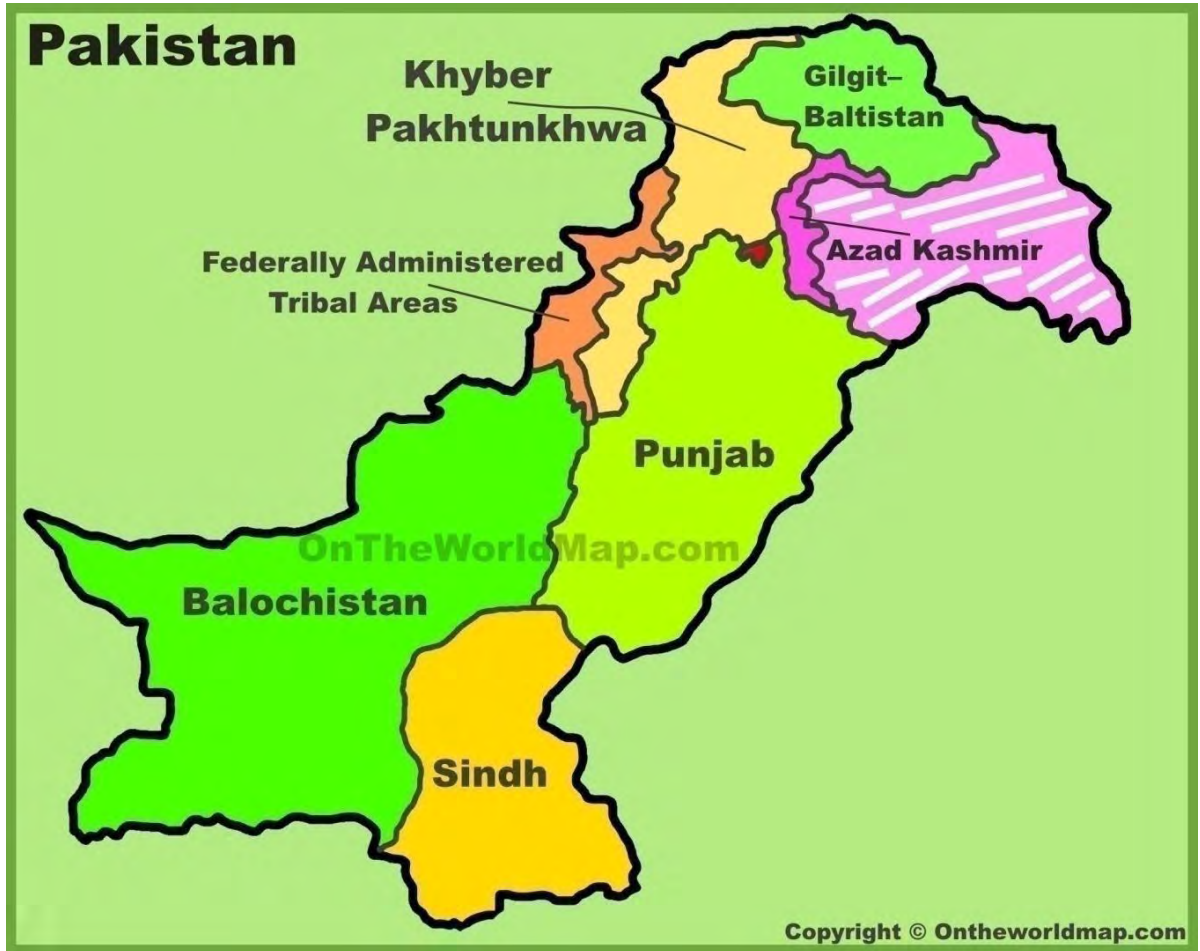 Pakistan
Khyber
Pakhtunkhwa
Gilgit–
Baltistan
Azad Kashmir
Federally Administered
Tribal Areas
Punjab
OnTheWorldMap.com
Balochistan
Sindh
Copyright © Ontheworldmap.com